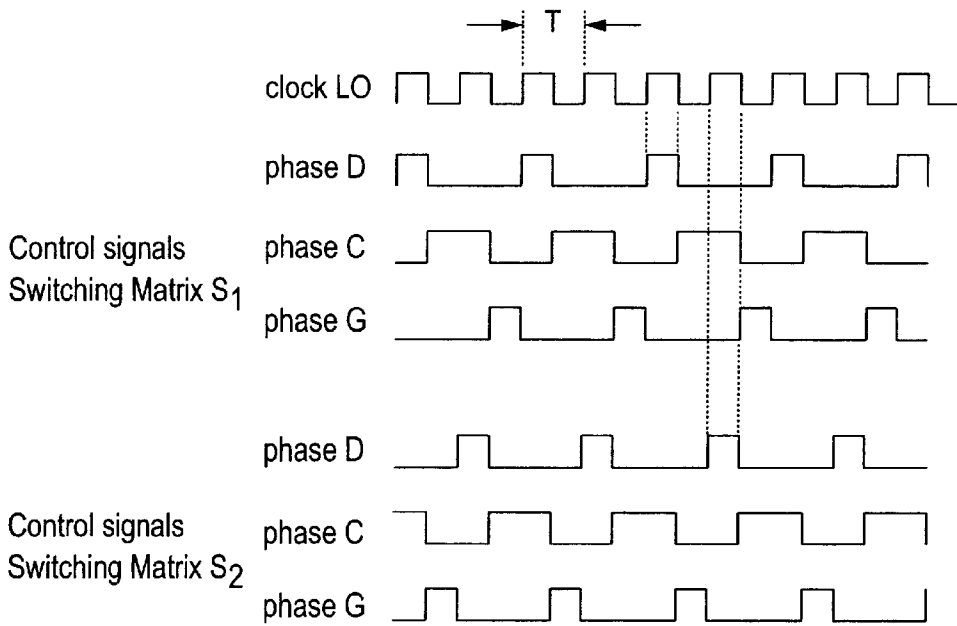 T
clock LO
phase D
Control signals
Switching Matrix S1
phase C
phase G
phase D
Control signals
Switching Matrix S2
phase C
phase G